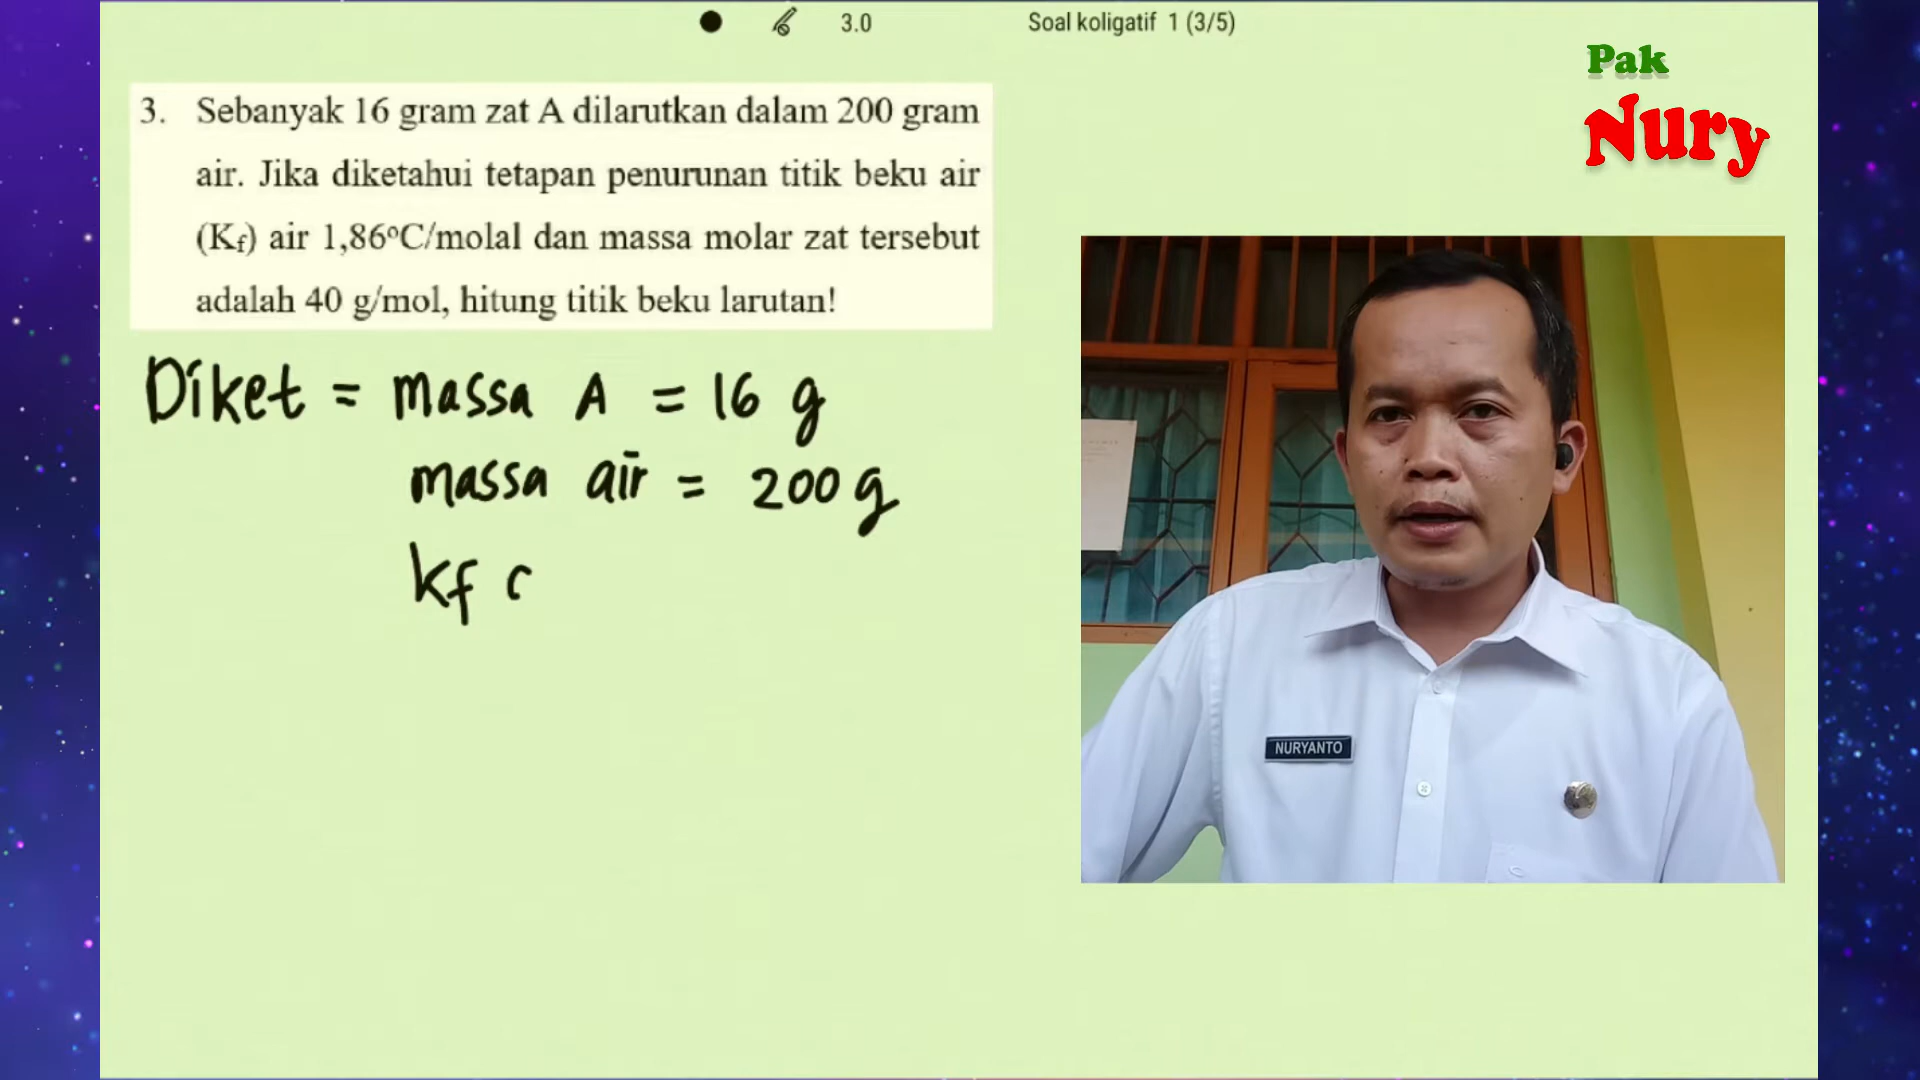 3.0
Soal koligatif 1 (3/5)
Pak
Nury
3. Sebanyak 16 gram zat A dilarutkan dalam 200 gram
air. Jika diketahui tetapan penurunan titik beku air
(Kf) air 1,86ºC/molal dan massa molar zat tersebut
adalah 40 g/mol, hitung titik beku larutan!
Diket = massa A = 16 g
massa air = 200 g
kf c
NURYANTO